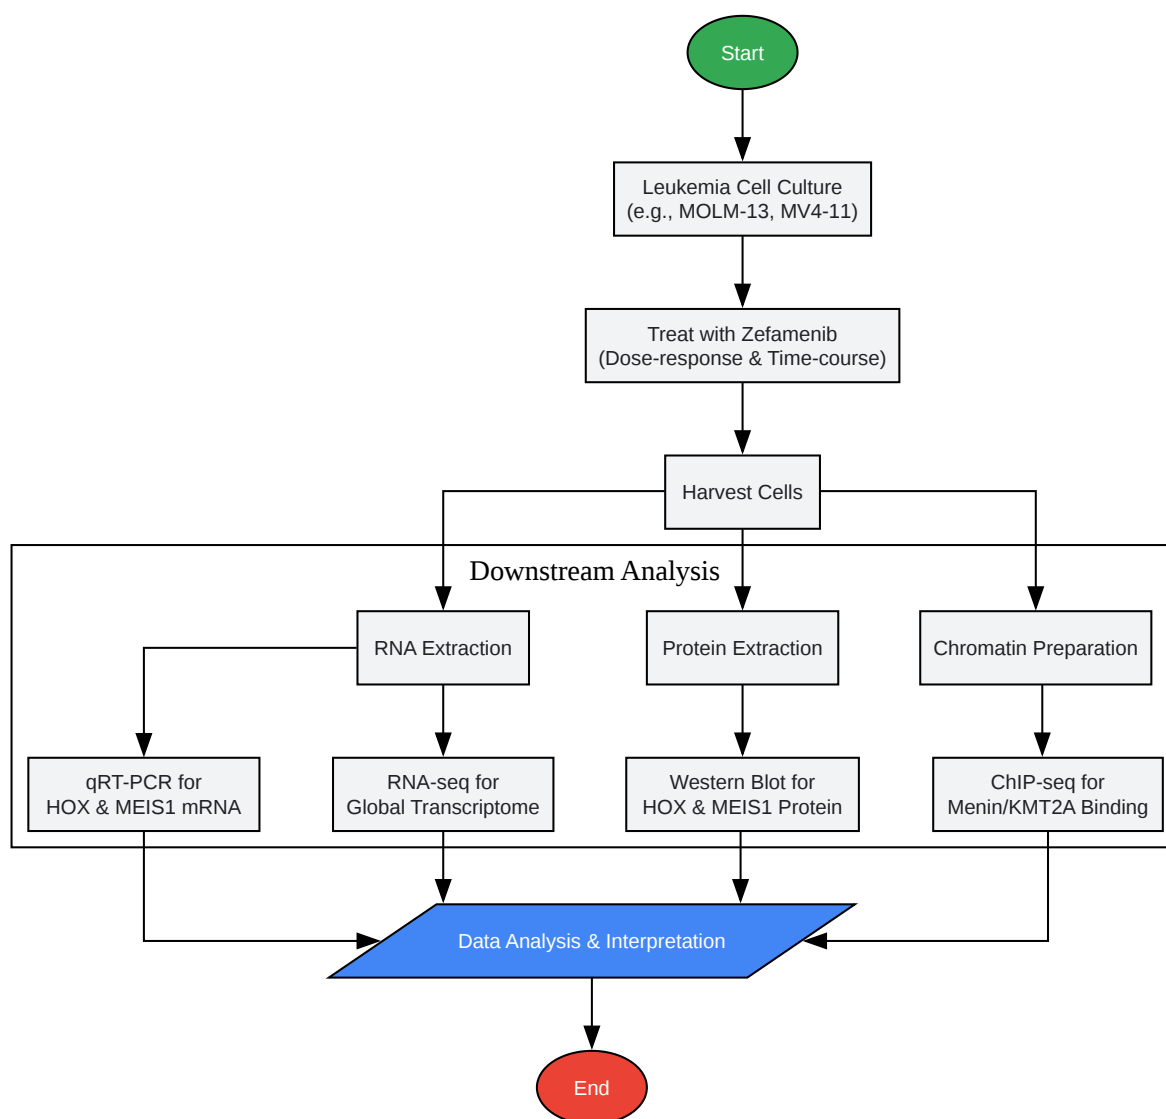 Start
Leukemia Cell Culture
(e.g., MOLM-13, MV4-11)
Treat with Zefamenib
(Dose-response & Time-course)
Harvest Cells
Downstream Analysis
RNA Extraction
Protein Extraction
Chromatin Preparation
qRT-PCR for
HOX & MEIS1 mRNA
RNA-seq for
Global Transcriptome
Western Blot for
HOX & MEIS1 Protein
ChIP-seq for
Menin/KMT2A Binding
Data Analysis & Interpretation
End